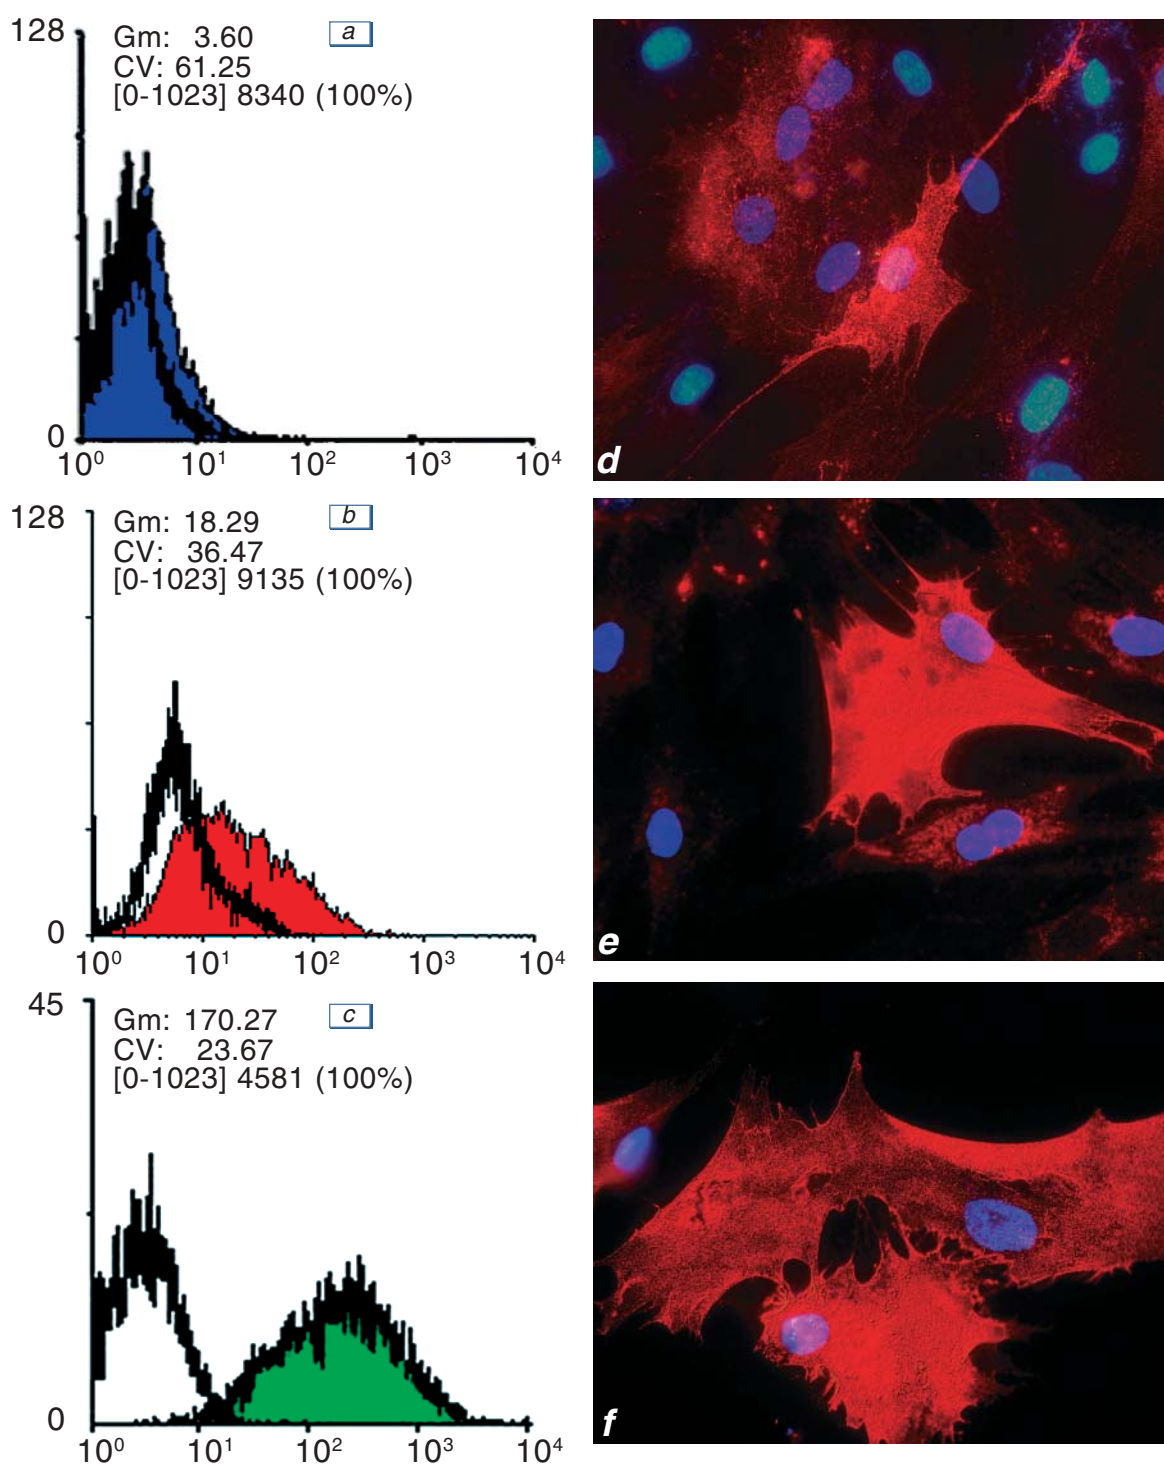 128
Gm: 3.60
a
CV: 61.25
[0-1023] 8340 (100%)
0
10⁰ 10¹ 10² 10³ 10⁴
d
128
Gm: 18.29
b
CV: 36.47
[0-1023] 9135 (100%)
0
10⁰ 10¹ 10² 10³ 10⁴
e
45
Gm: 170.27
c
CV: 23.67
[0-1023] 4581 (100%)
0
10⁰ 10¹ 10² 10³ 10⁴
f